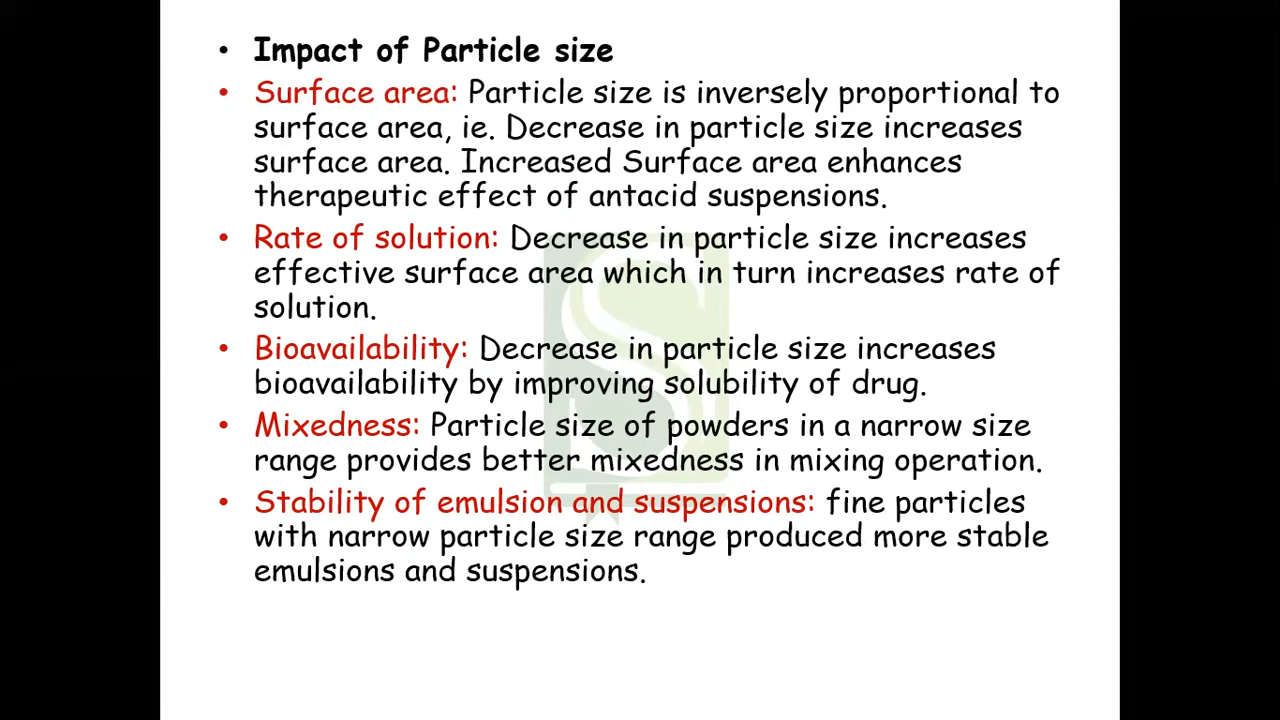 • Impact of Particle size
• Surface area: Particle size is inversely proportional to
surface area, ie. Decrease in particle size increases
surface area. Increased Surface area enhances
therapeutic effect of antacid suspensions.
• Rate of solution: Decrease in particle size increases
effective surface area which in turn increases rate of
solution.
• Bioavailability: Decrease in particle size increases
bioavailability by improving solubility of drug.
• Mixedness: Particle size of powders in a narrow size
range provides better mixedness in mixing operation.
• Stability of emulsion and suspensions: fine particles
with narrow particle size range produced more stable
emulsions and suspensions.